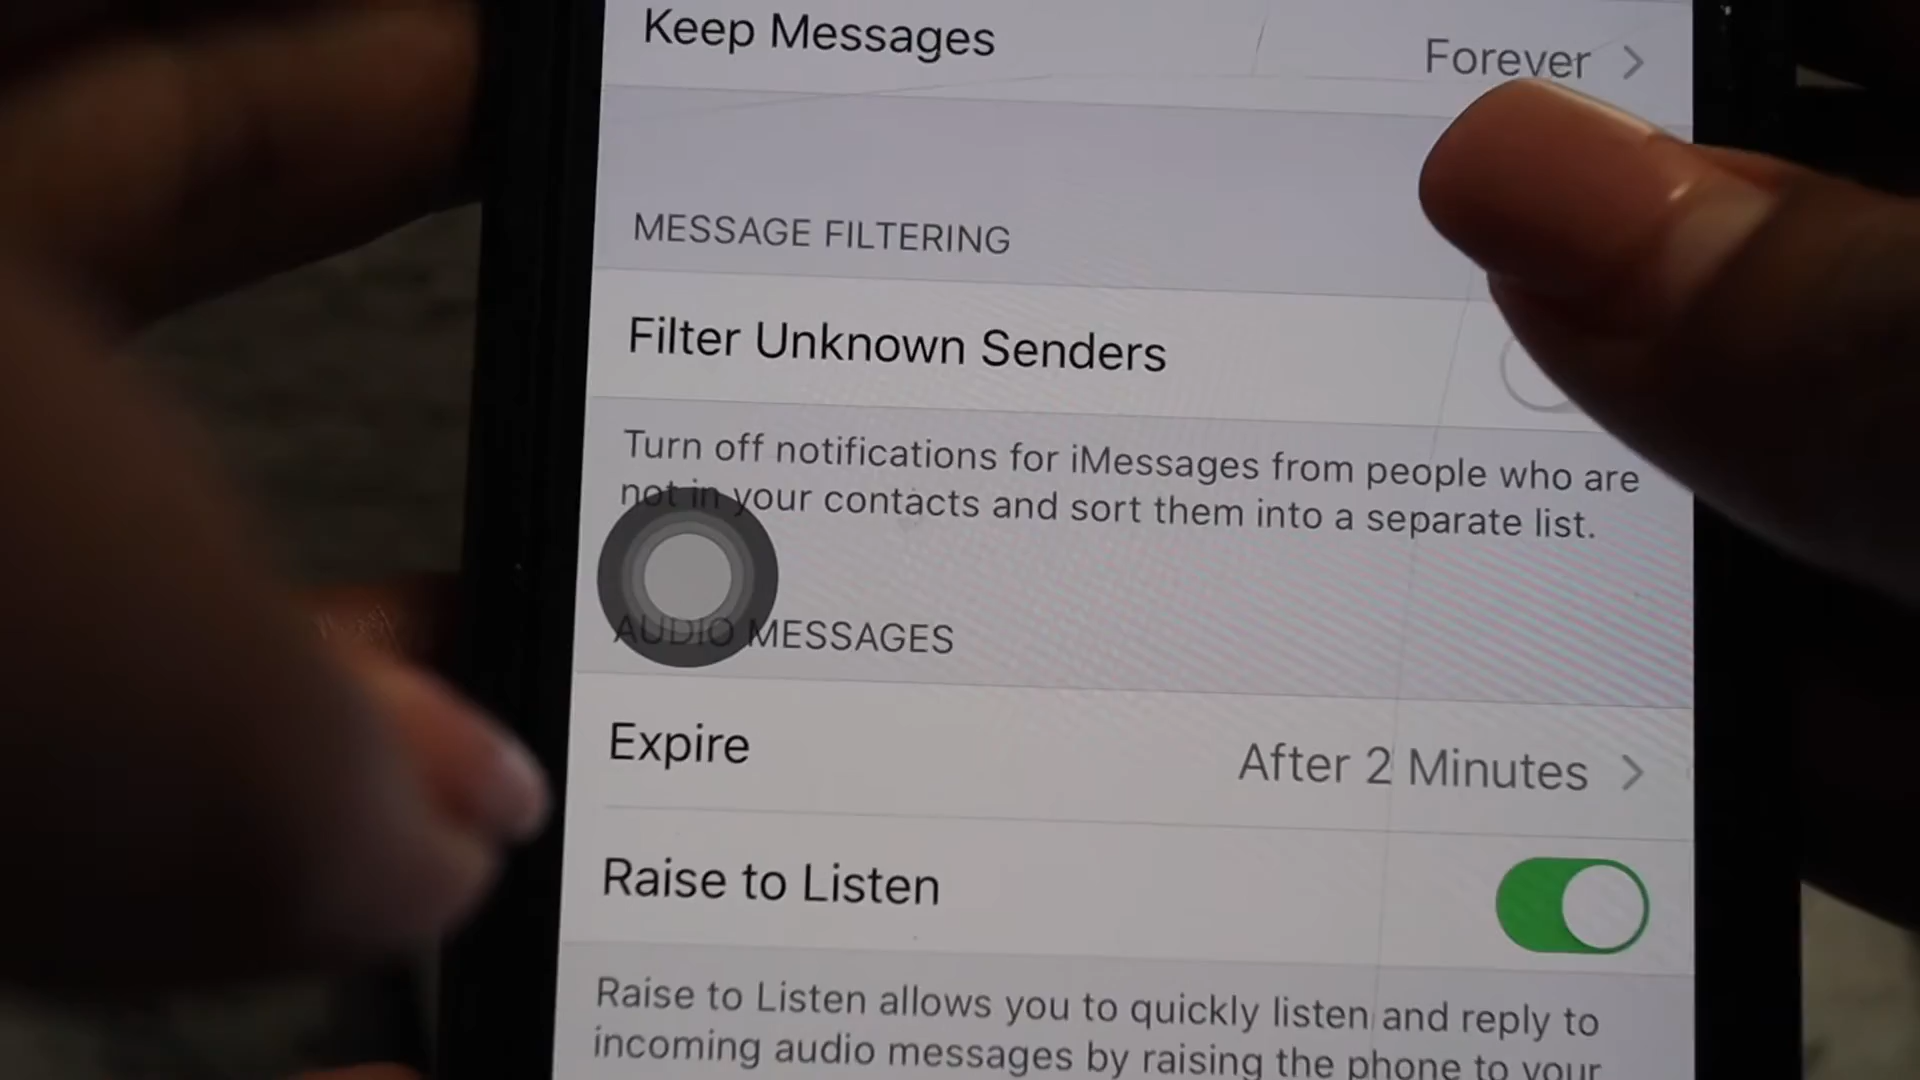 Keep Messages
Forever
MESSAGE FILTERING
Filter Unknown Senders
Turn off notifications for iMessages from people who are
not in your contacts and sort them into a separate list.
AUDIO MESSAGES
Expire
After 2 Minutes
Raise to Listen
Raise to Listen allows you to quickly listen and reply to
incoming audio messages by raising the phone to your